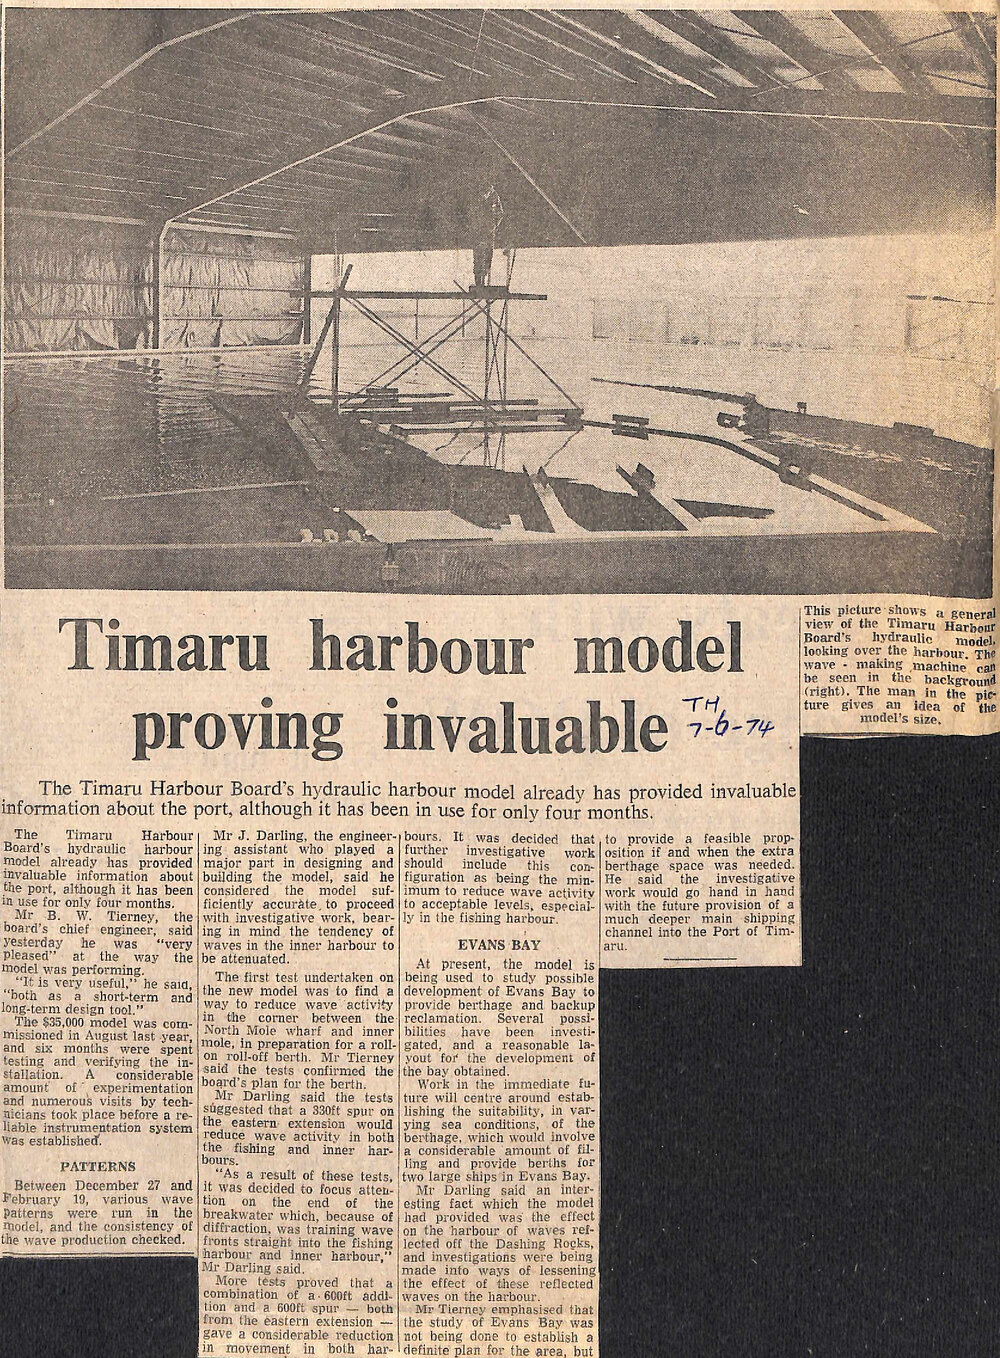 This picture shows a general
view of the Timaru Harbour
Board's hydraulic model,
looking over the harbour. The
wave - making machine can
be seen in the background
(right). The man in the pic-
ture gives an idea of the
model's size.
Timaru harbour model
proving invaluable
TH
7-6-74
The Timaru Harbour Board's hydraulic harbour model already has provided invaluable
information about the port, although it has been in use for only four months.
The Timaru Harbour
Board's hydraulic harbour
model already has provided
invaluable information about
the port, although it has been
in use for only four months.
Mr B. W. Tierney, the
board's chief engineer, said
yesterday he was "very
pleased" at the way the
model was performing.
"It is very useful," he said,
"both as a short-term and
long-term design tool."
The $35,000 model was com-
missioned in August last year,
and six months were spent
testing and verifying the in-
stallation. A considerable
amount of experimentation
and numerous visits by tech-
nicians took place before a re-
liable instrumentation system
was established.
PATTERNS
Between December 27 and
February 19, various wave
patterns were run in the
model, and the consistency of
the wave production checked.
Mr J. Darling, the engineer-
ing assistant who played a
major part in designing and
building the model, said he
considered the model suf-
ficiently accurate to proceed
with investigative work, bear-
ing in mind the tendency of
waves in the inner harbour to
be attenuated.
The first test undertaken on
the new model was to find a
way to reduce wave activity
in the corner between the
North Mole wharf and inner
mole, in preparation for a roll-
on roll-off berth. Mr Tierney
said the tests confirmed the
board's plan for the berth.
Mr Darling said the tests
suggested that a 330ft spur on
the eastern extension would
reduce wave activity in both
the fishing and inner har-
bours.
"As a result of these tests,
it was decided to focus atten-
tion on the end of the
breakwater which, because of
diffraction, was training wave
fronts straight into the fishing
harbour and inner harbour,"
Mr Darling said.
More tests proved that a
combination of a 600ft addi-
tion and a 600ft spur — both
from the eastern extension —
gave a considerable reduction
in movement in both har-
bours. It was decided that
further investigative work
should include this con-
figuration as being the min-
imum to reduce wave activity
to acceptable levels, especial-
ly in the fishing harbour.
EVANS BAY
At present, the model is
being used to study possible
development of Evans Bay to
provide berthage and backup
reclamation. Several possi-
bilities have been investi-
gated, and a reasonable la-
yout for the development of
the bay obtained.
Work in the immediate fu-
ture will centre around estab-
lishing the suitability, in var-
ying sea conditions, of the
berthage, which would involve
a considerable amount of fil-
ling and provide berths for
two large ships in Evans Bay.
Mr Darling said an inter-
esting fact which the model
had provided was the effect
on the harbour of waves ref-
lected off the Dashing Rocks,
and investigations were being
made into ways of lessening
the effect of these reflected
waves on the harbour.
Mr Tierney emphasised that
the study of Evans Bay was
not being done to establish a
definite plan for the area, but
to provide a feasible prop-
osition if and when the extra
berthage space was needed.
He said the investigative
work would go hand in hand
with the future provision of a
much deeper main shipping
channel into the Port of Tim-
aru.